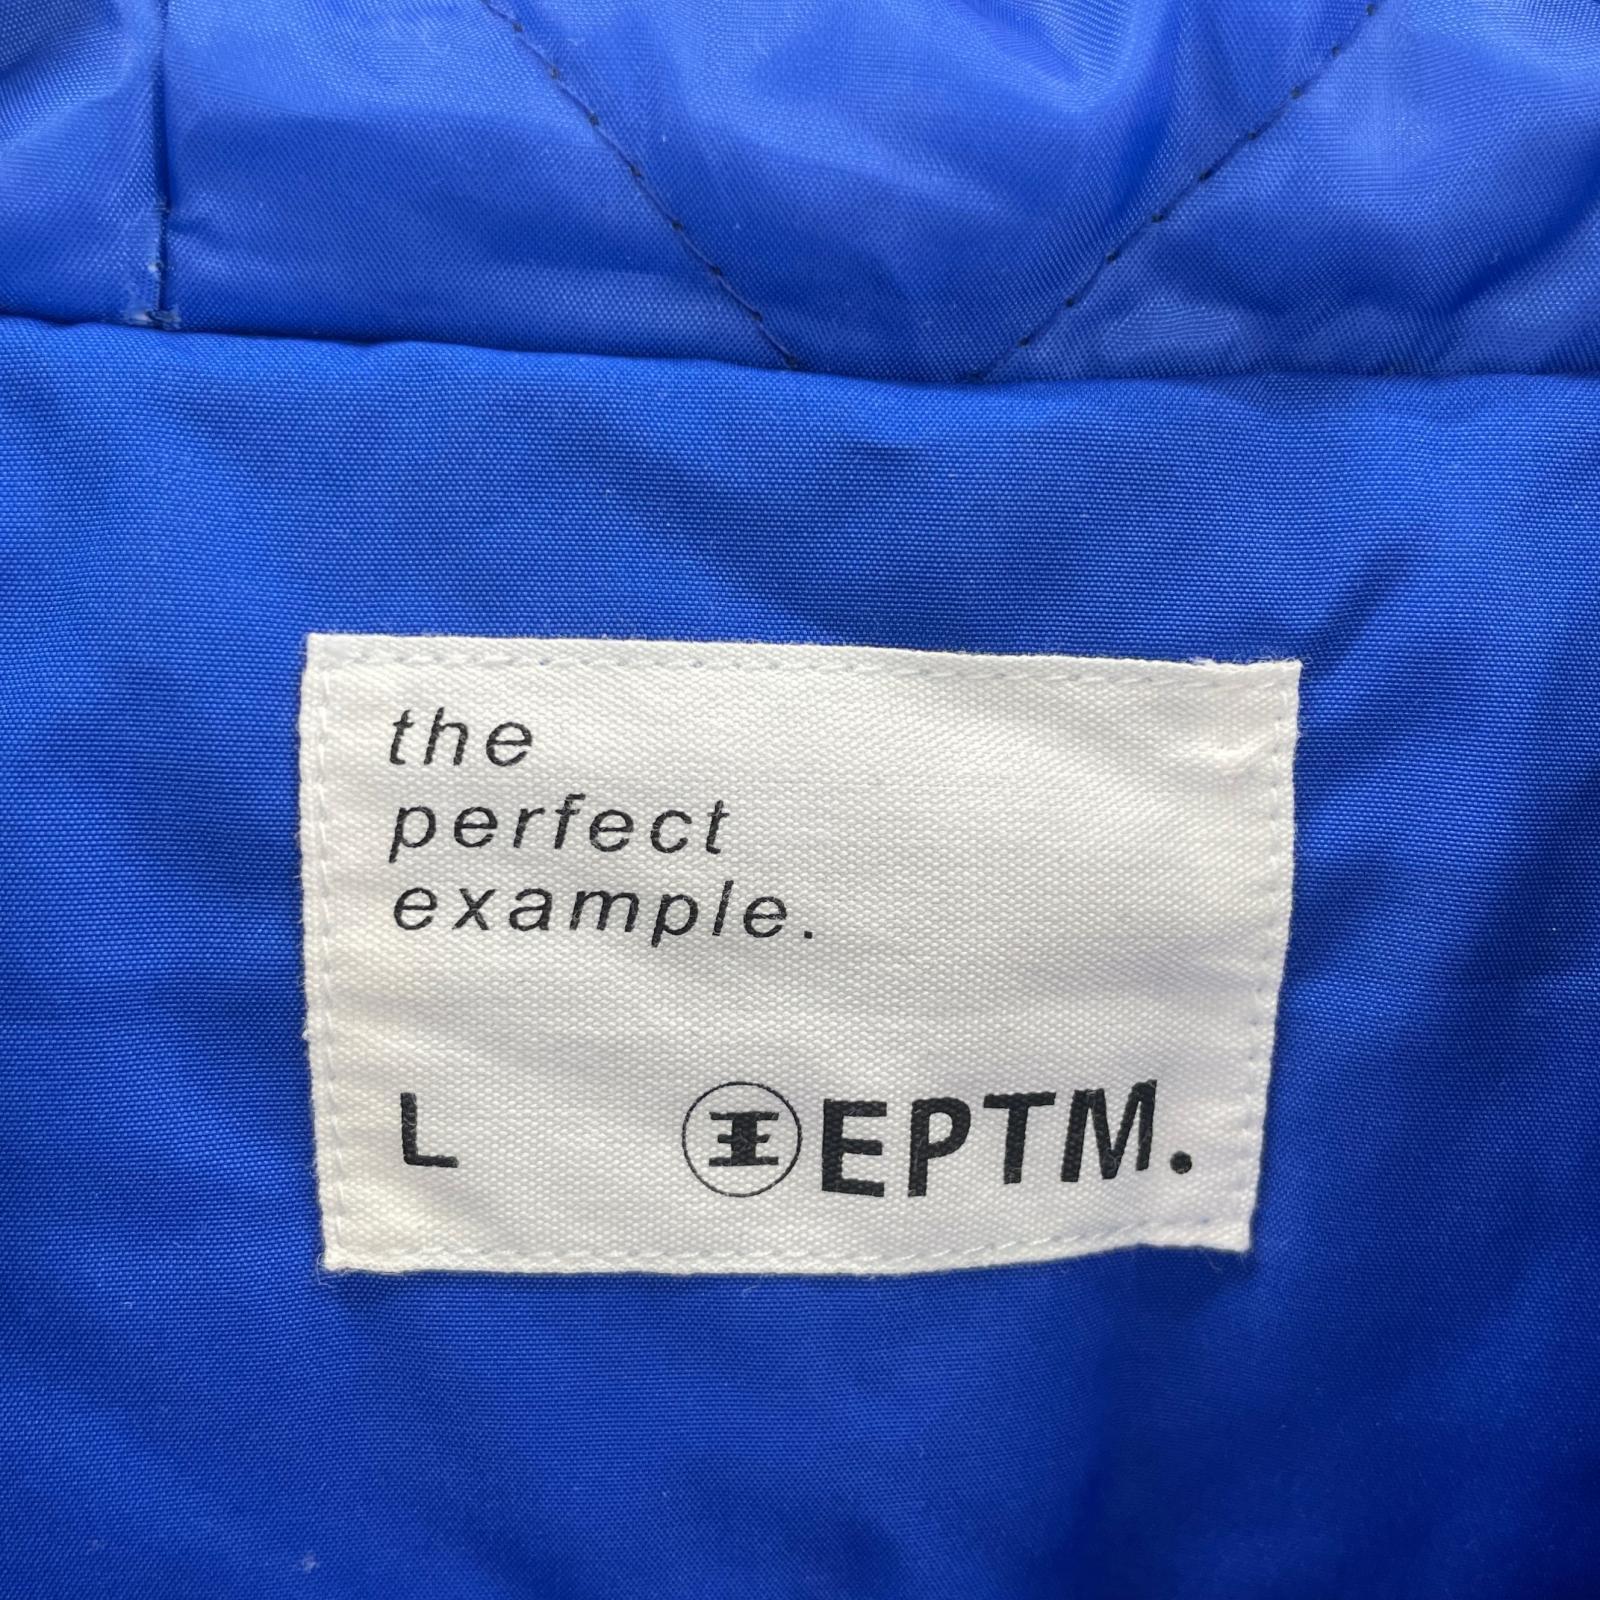 the
perfect
example.
L EPTM.